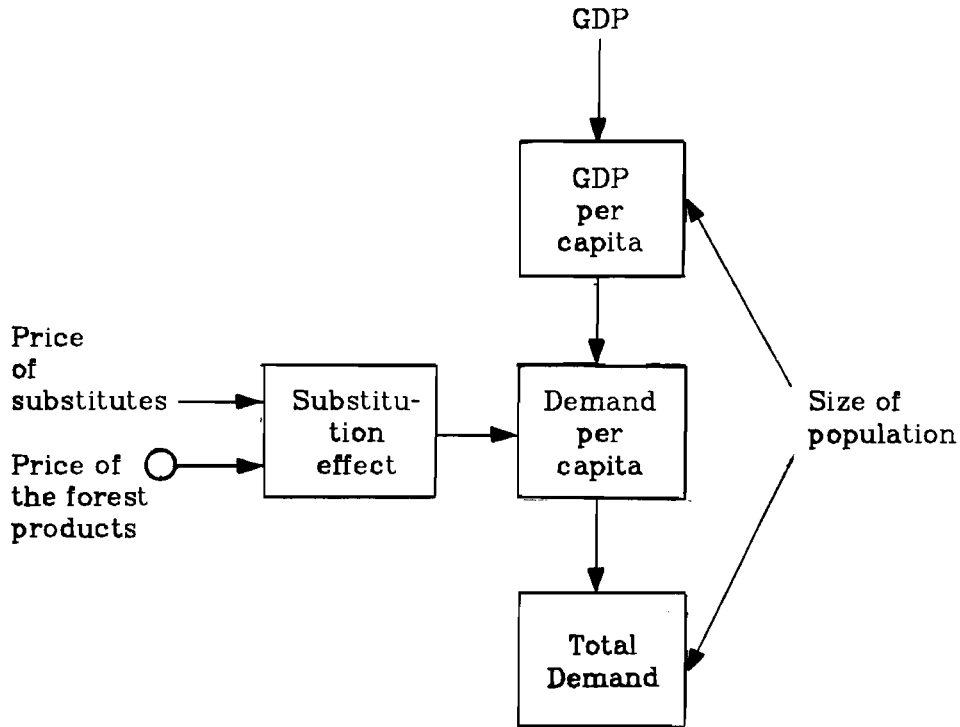 GDP
GDP
per
capita
Price
of
substitutes
Price of
the forest
products
Substitu-
tion
effect
Demand
per
capita
Size of
population
Total
Demand